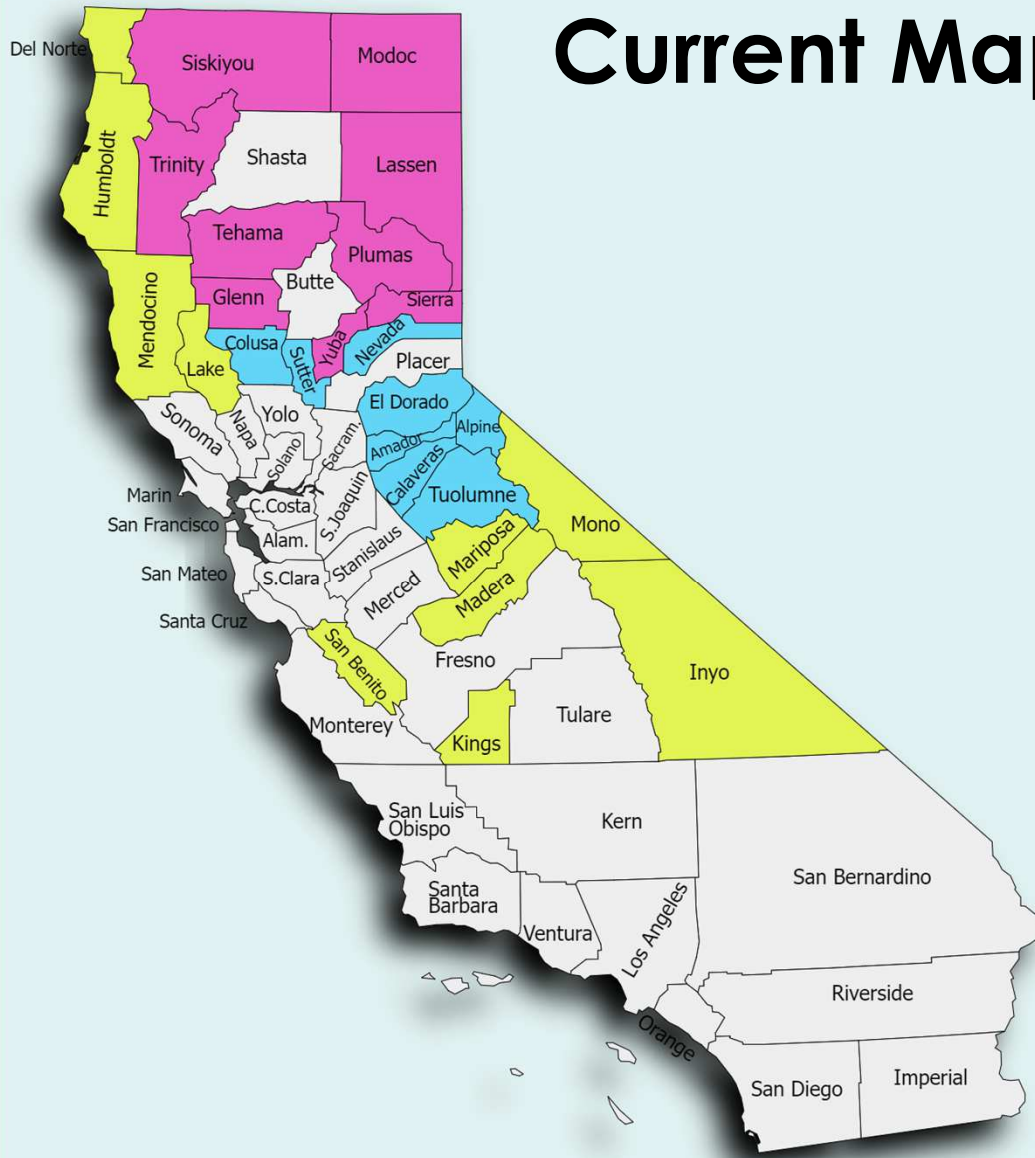 Current Map
Del Norte
Siskiyou
Modoc
Humboldt
Trinity
Shasta
Lassen
Tehama
Plumas
Butte
Glenn
Sierra
Mendocino
Colusa
Sutter
Yuba
Nevada
Lake
Placer
El Dorado
Sonoma
Napa
Yolo
Solano
Sacram.
Amador
Alpine
Calaveras
Tuolumne
Marin
C.Costa
S.Joaquin
San Francisco
Alam.
Stanislaus
Mariposa
Mono
San Mateo
S.Clara
Merced
Madera
Santa Cruz
San Benito
Fresno
Inyo
Monterey
Kings
Tulare
San Luis
Obispo
Kern
San Bernardino
Santa
Barbara
Ventura
Los Angeles
Riverside
Orange
San Diego
Imperial